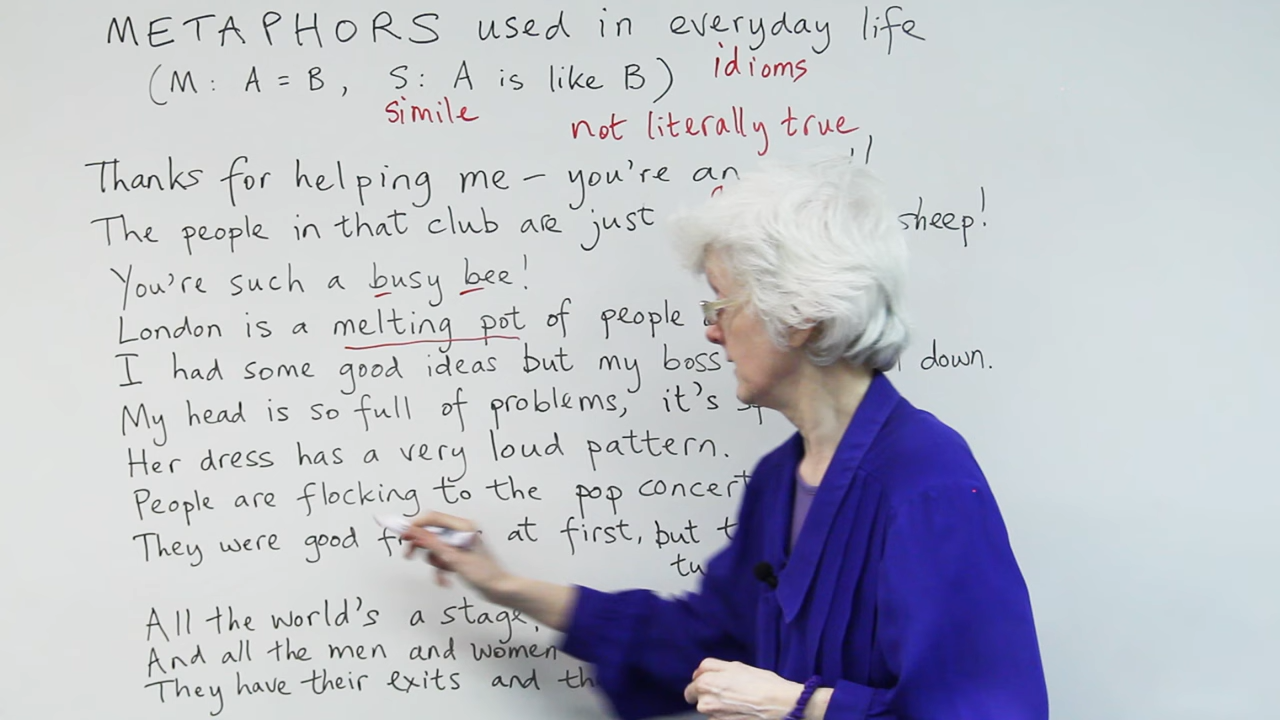 METAPHORS used in everyday life
(M: A = B, S: A is like B) idioms
simile
not literally true
Thanks for helping me – you're an
The people in that club are just sheep!
You're such a busy bee!
London is a melting pot of people
I had some good ideas but my boss down.
My head is so full of problems, it's
Her dress has a very loud pattern.
People are flocking to the pop concert
They were good at first, but
All the world's a stage,
And all the men and women
They have their exits and